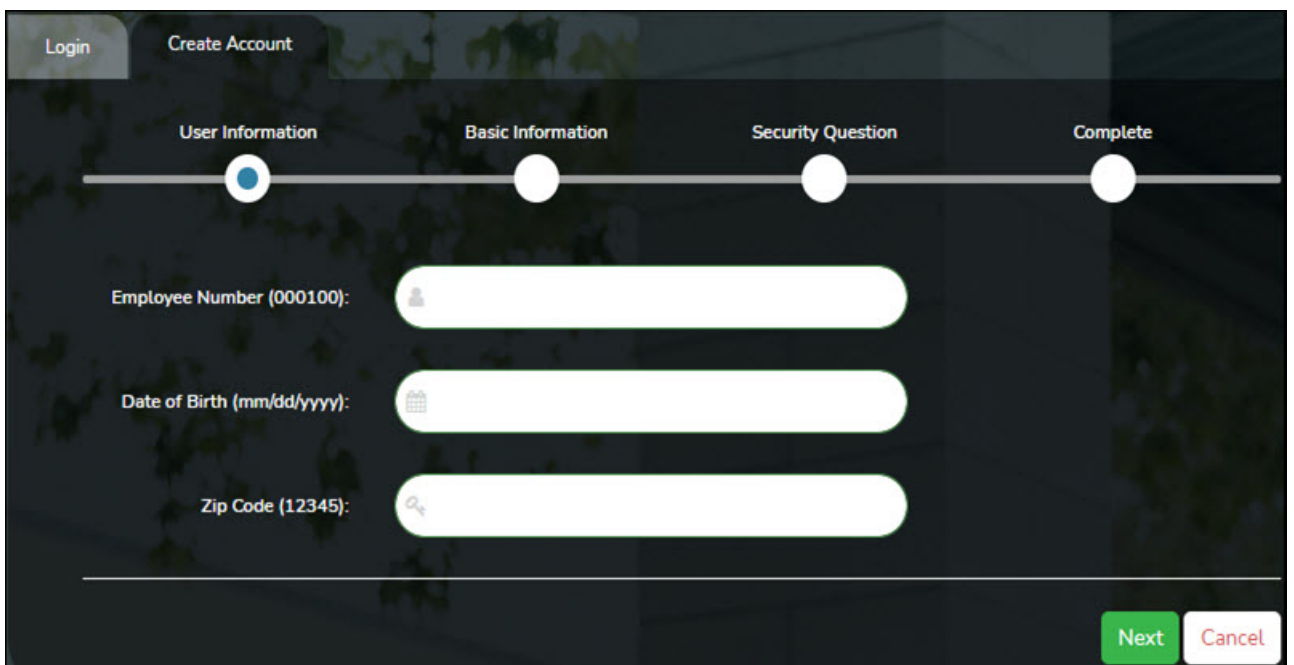 Login
Create Account
User Information
Basic Information
Security Question
Complete
Employee Number (000100):
Date of Birth (mm/dd/yyyy):
Zip Code (12345):
Next
Cancel